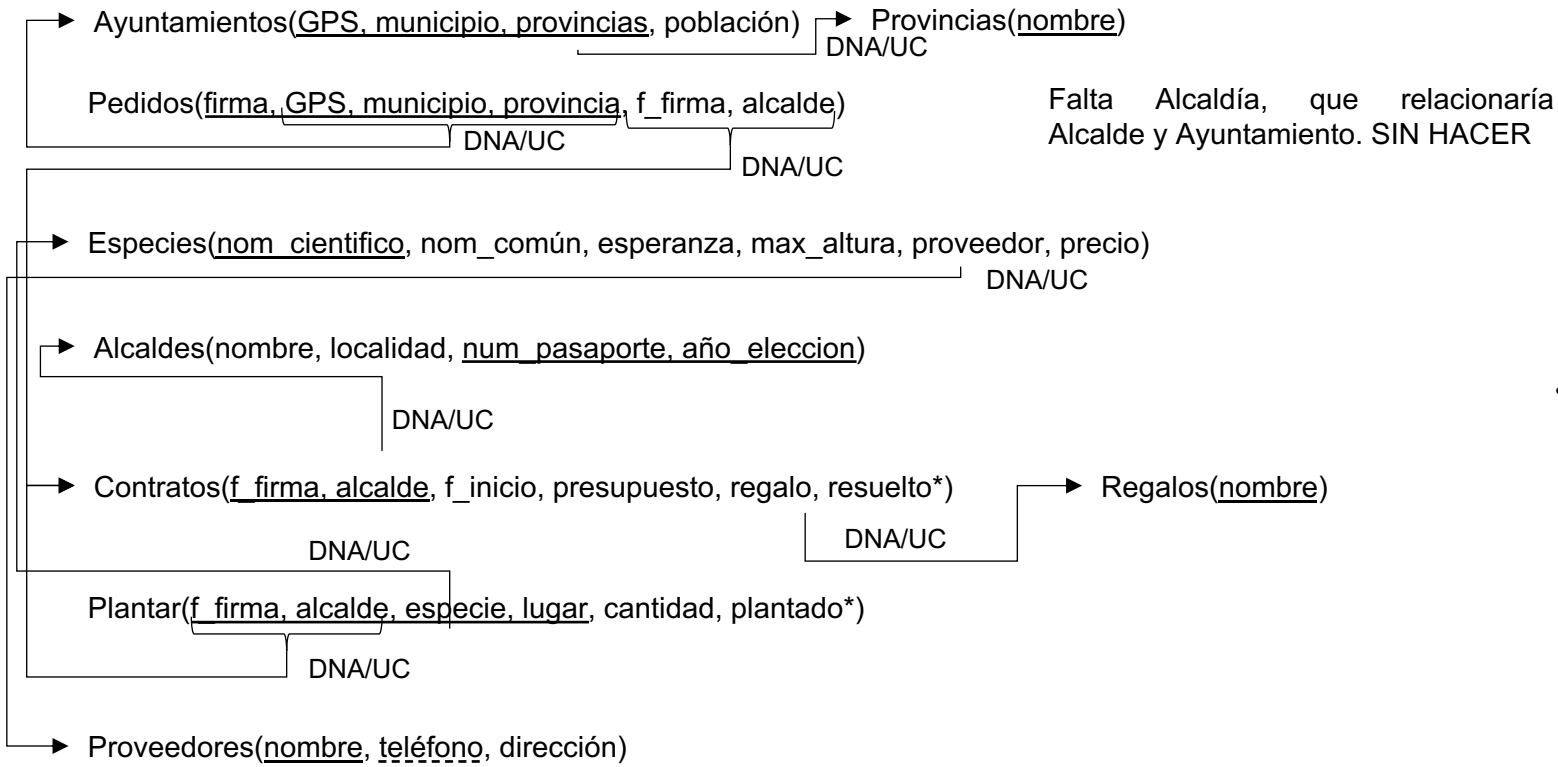 Ayuntamientos(GPS, municipio, provincias, población)
Provincias(nombre)
DNA/UC
Pedidos(firma, GPS, municipio, provincia, f_firma, alcalde)
Falta Alcaldía, que relacionaría
Alcalde y Ayuntamiento. SIN HACER
DNA/UC
DNA/UC
Especies(nom_cientifico, nom_común, esperanza, max_altura, proveedor, precio)
DNA/UC
Alcaldes(nombre, localidad, num_pasaporte, año_eleccion)
DNA/UC
Contratos(f_firma, alcalde, f_inicio, presupuesto, regalo, resuelto*)
Regalos(nombre)
DNA/UC
DNA/UC
Plantar(f_firma, alcalde, especie, lugar, cantidad, plantado*)
DNA/UC
Proveedores(nombre, teléfono, dirección)